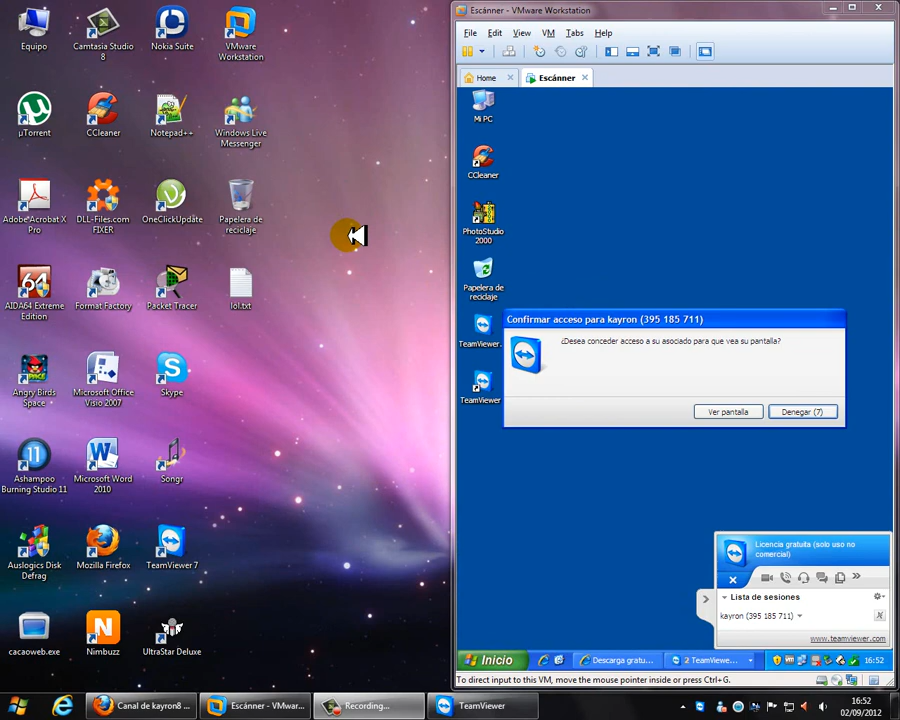 Equipo
Camtasia Studio
8
Nokia Suite
VMware
Workstation
µTorrent
CCleaner
Notepad++
Windows Live
Messenger
Adobe Acrobat X
Pro
DLL-Files.com
FIXER
OneClickUpdate
Papelera de
reciclaje
64
AIDA64 Extreme
Edition
Format Factory
Packet Tracer
lol.txt
Angry Birds
Space
Microsoft Office
Visio 2007
Skype
11
Ashampoo
Burning Studio 11
Microsoft Word
2010
Songr
Auslogics Disk
Defrag
Mozilla Firefox
TeamViewer 7
cacaoweb.exe
Nimbuzz
UltraStar Deluxe
Escánner - VMware Workstation
File Edit View VM Tabs Help
Home
Escánner
Mi PC
CCleaner
PhotoStudio
2000
Papelera de
reciclaje
TeamViewer.
TeamViewer
Confirmar acceso para kayron (395 185 711)
¿Desea conceder acceso a su asociado para que vea su pantalla?
Ver pantalla
Denegar (7)
Licencia gratuita (solo uso no
comercial)
Lista de sesiones
kayron (395 185 711)
www.teamviewer.com
Inicio
Descarga gratu...
2 TeamViewe...
16:52
To direct input to this VM, move the mouse pointer inside or press Ctrl+G.
Canal de kayron8 ...
Escánner - VMwar...
Recording...
TeamViewer
16:52
02/09/2012